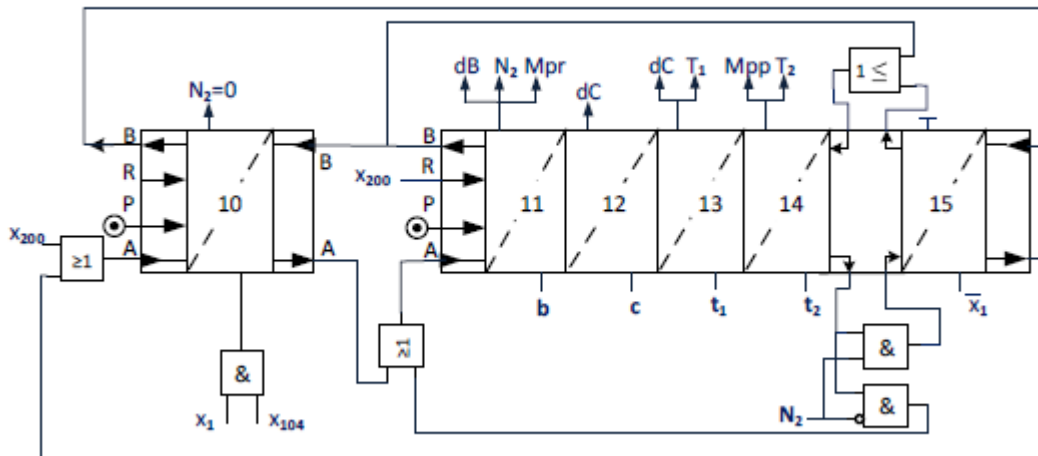 dB N₂ Mpr dC T₁ Mpp T₂ 1 ≤
N₂=0 dC T
B B B
R x₂₀₀ R
10 11 12 13 14 15
P P
x₂₀₀ A A A
≥1
b c t₁ t₂ x̅₁
≥1 &
& N₂ &
x₁ x₁₀₄